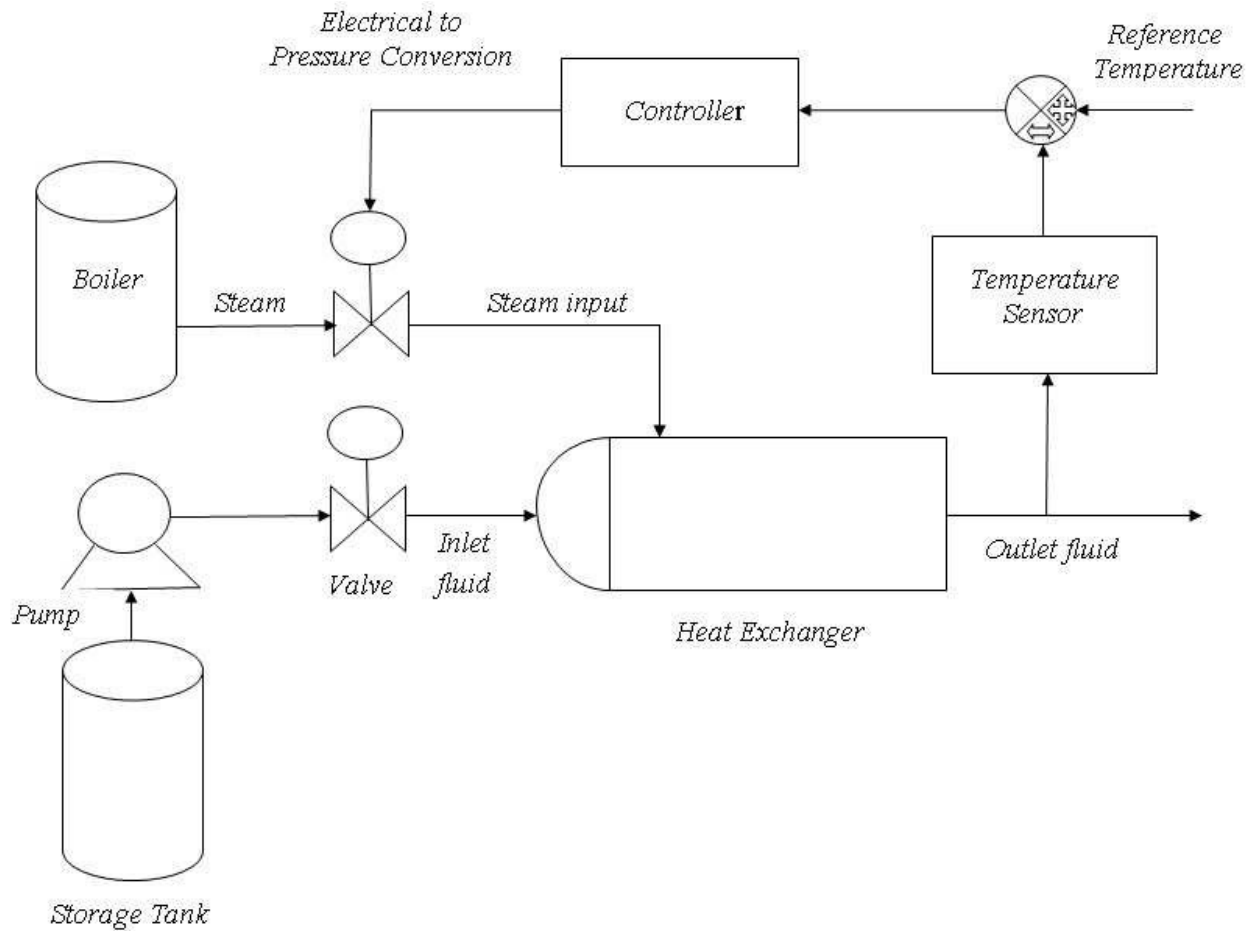 Electrical to
Pressure Conversion
Reference
Temperature
Controller
Boiler
Steam
Steam input
Temperature
Sensor
Inlet
fluid
Outlet fluid
Valve
Pump
Heat Exchanger
Storage Tank